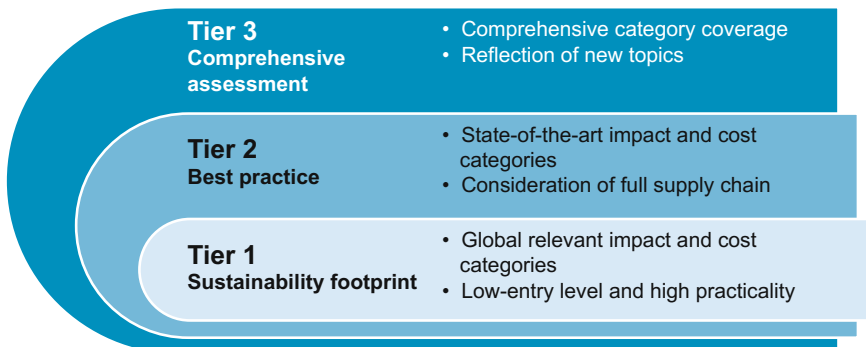 Tier 3
Comprehensive
assessment
• Comprehensive category coverage
• Reflection of new topics
Tier 2
Best practice
• State-of-the-art impact and cost
categories
• Consideration of full supply chain
Tier 1
Sustainability footprint
• Global relevant impact and cost
categories
• Low-entry level and high practicality